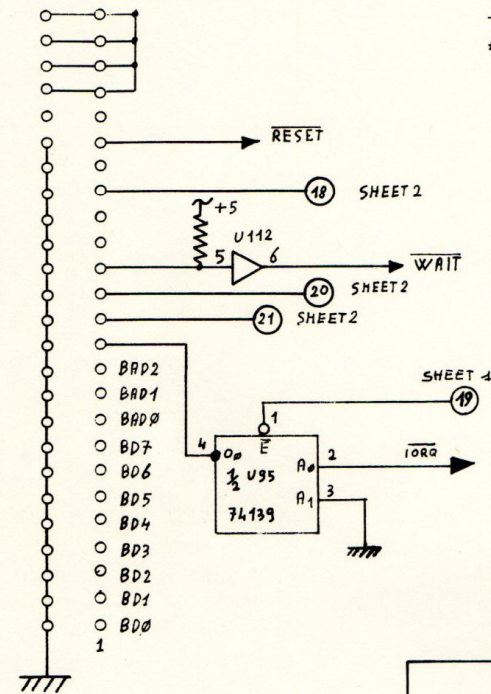 RESET
18 SHEET 2
+5
U112
5 6
WAIT
20 SHEET 2
21 SHEET 2
BAD2
SHEET
BAD1
19
1
BADØ
E
BD7
4 OØ AØ 2 IORQ
BD6
1/2 U95
BD5
A1 3
BD4
74139
BD3
BD2
BD1
BDØ
1